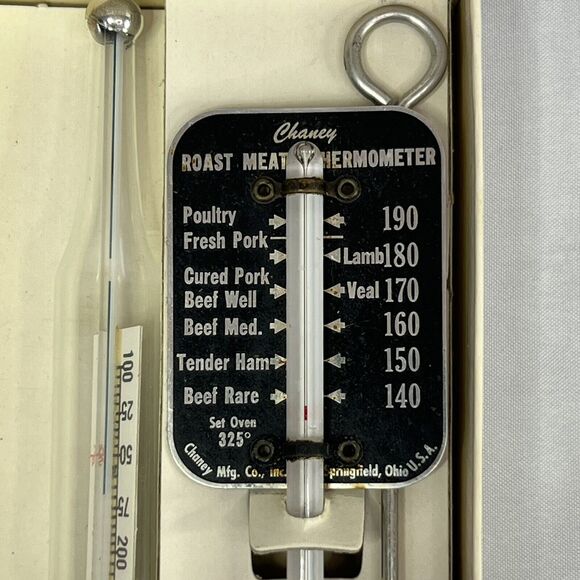 Chaney
ROAST MEAT THERMOMETER
Poultry 190
Fresh Pork
Lamb 180
Cured Pork
Beef Well Veal 170
Beef Med. 160
Tender Ham 150
Beef Rare 140
Set Oven
325°
Chaney Mfg. Co., Inc. Springfield, Ohio U.S.A.
100
25
50
75
200